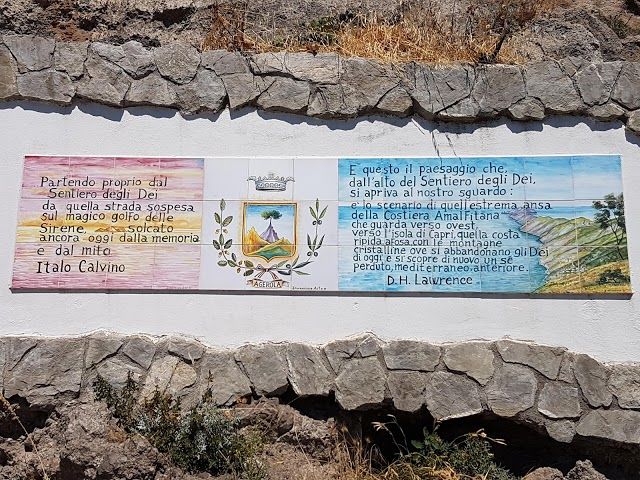 Partendo proprio dal
Sentiero degli Dei
da quella strada sospesa
sul magico golfo delle
Sirene, solcato
ancora oggi dalla memoria
e dal mito
Italo Calvino
AGEROLA
E questo il paesaggio che,
dall'alto del Sentiero degli Dei,
si apriva al nostro sguardo:
e' lo scenario di quell'estrema ansa
della Costiera Amalfitana
che guarda verso ovest
verso l'isola di Capri, quella costa
ripida afosa con le montagne
cristalline ove si abbandonano gli Dei
di oggi e si scopre di nuovo un se
perduto, mediterraneo, anteriore.
D.H. Lawrence